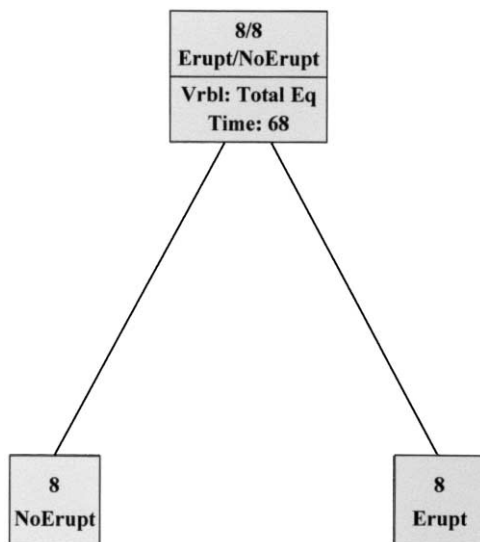 8/8
Erupt/NoErupt
Vrbl: Total Eq
Time: 68
8
NoErupt
8
Erupt